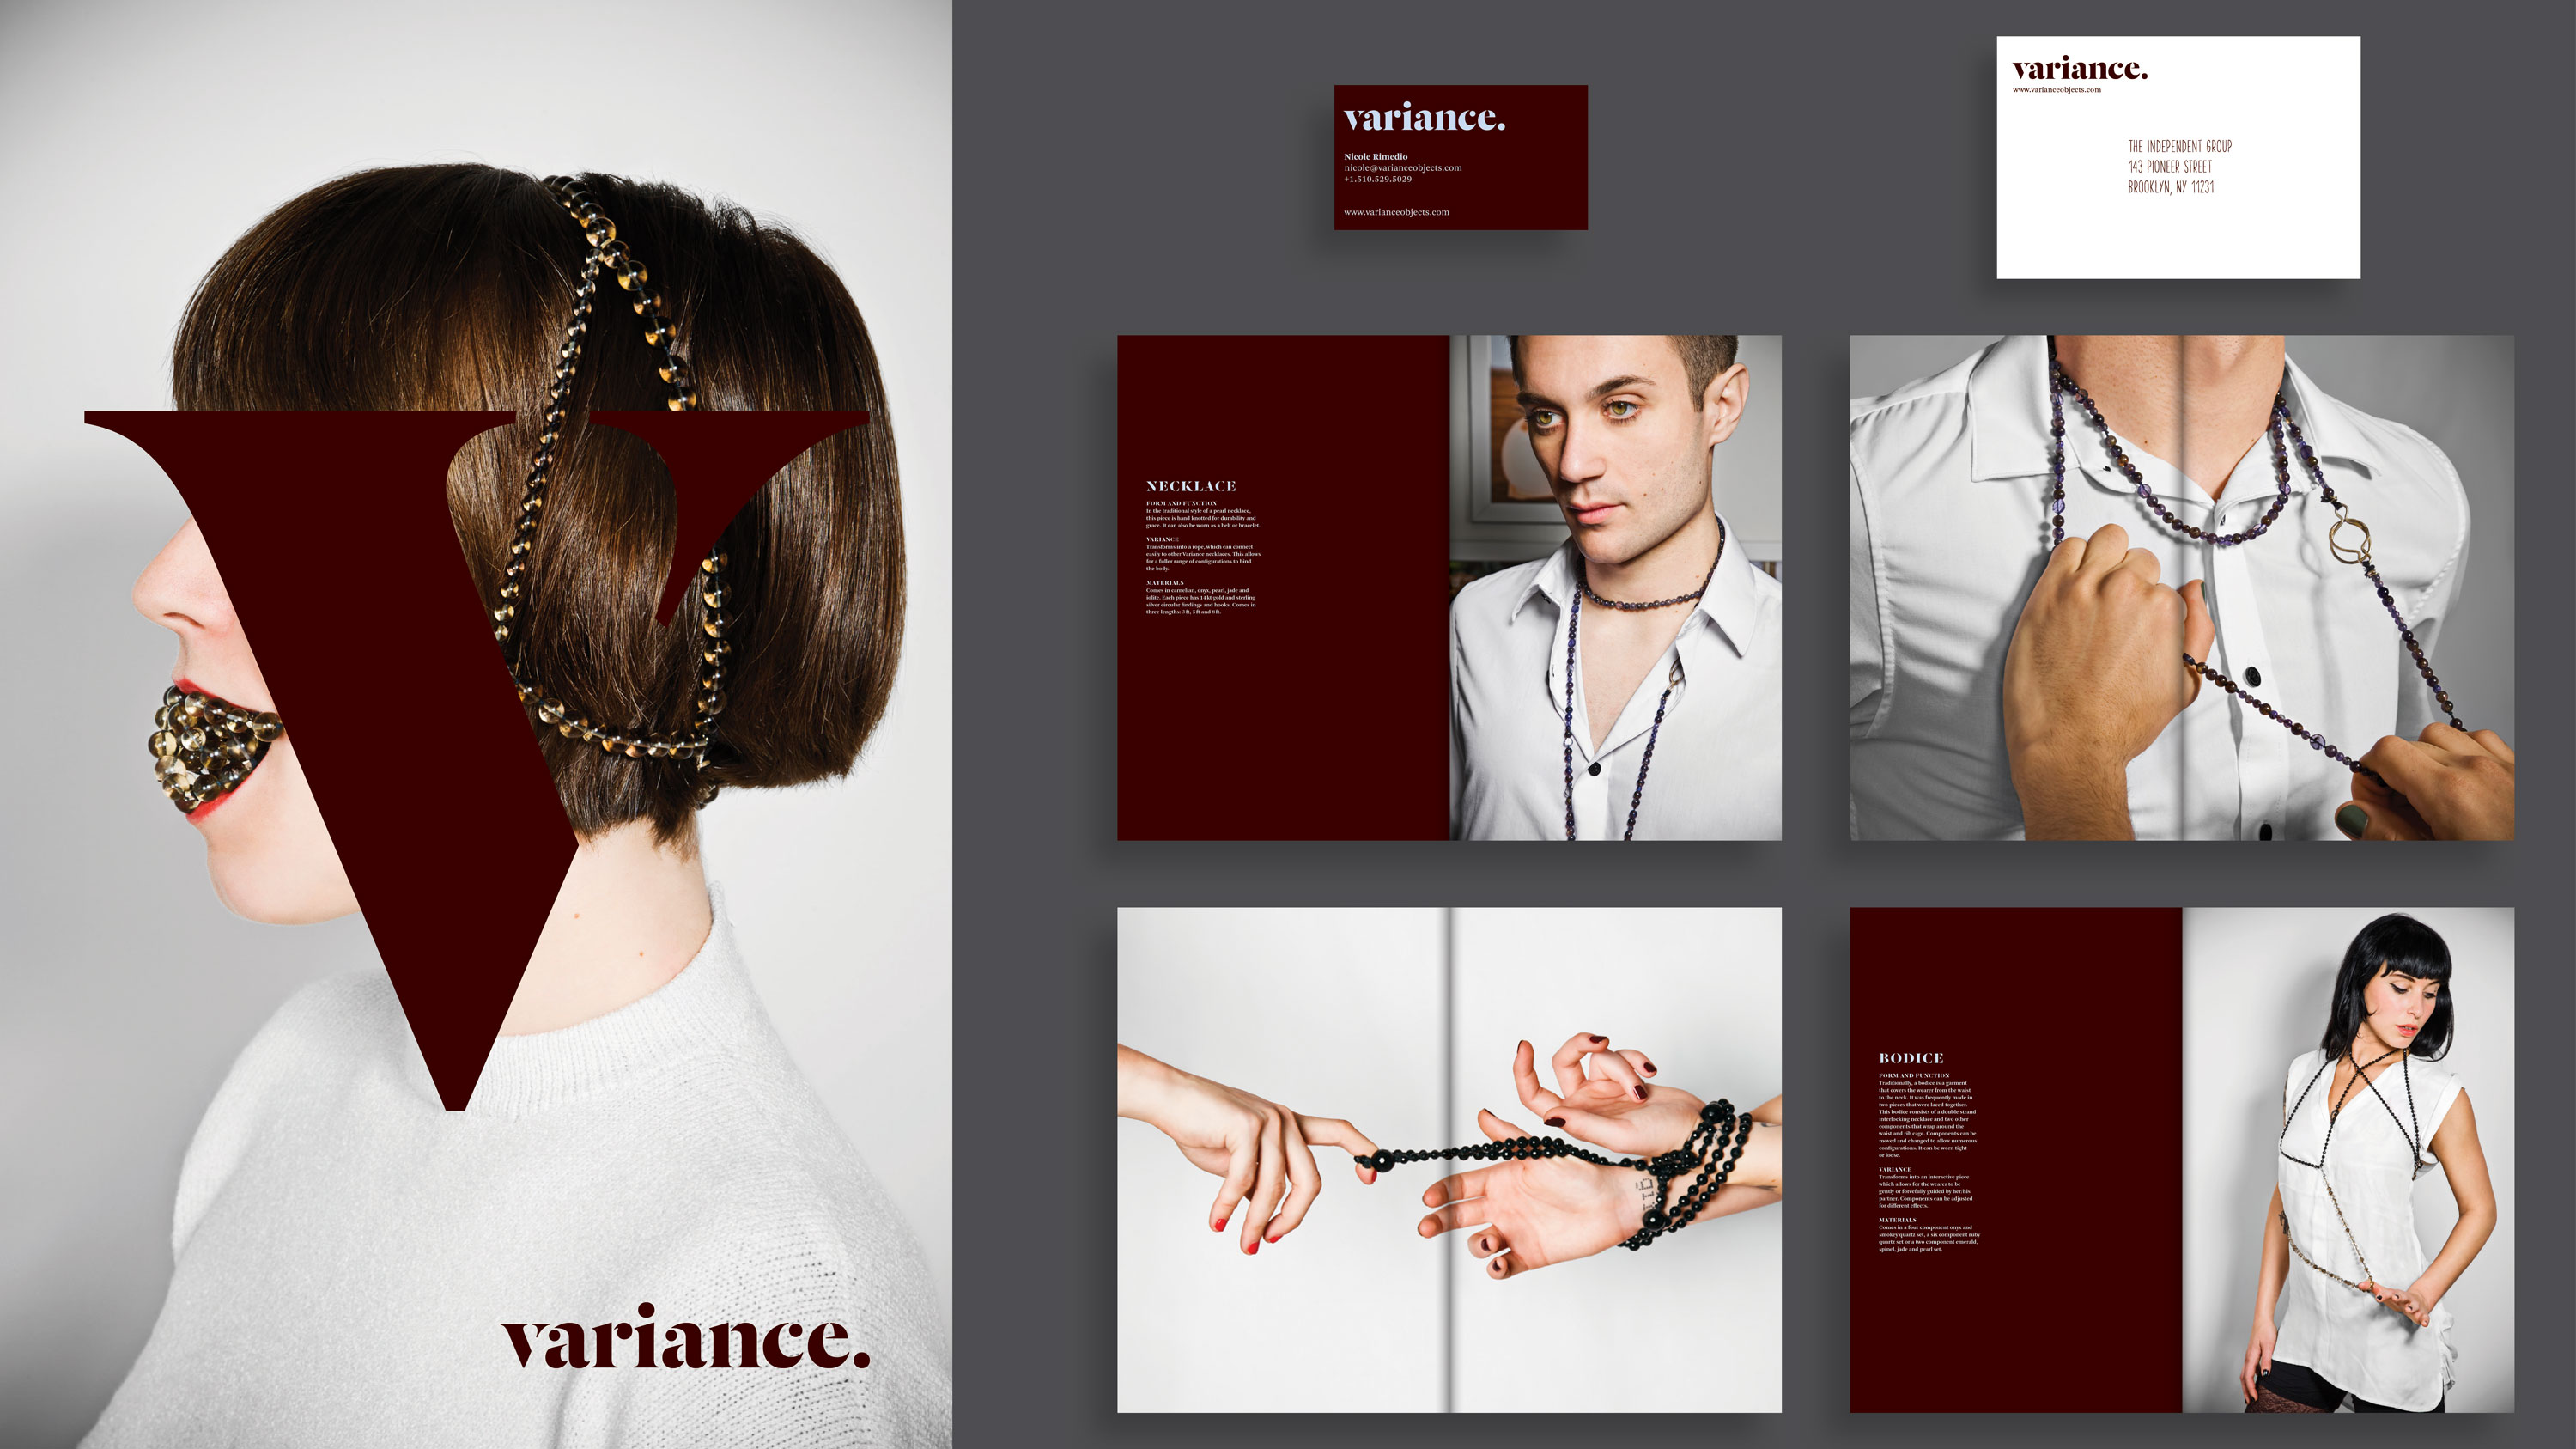 V
variance.
variance.
Nicole Rimedio
nicole@varianceobjects.com
+1.510.529.5029
www.varianceobjects.com
variance.
www.varianceobjects.com
THE INDEPENDENT GROUP
143 PIONEER STREET
BROOKLYN, NY 11231
NECKLACE
FORM AND FUNCTION
In the traditional style of a pearl necklace,
this piece is hand knotted for durability and
grace. It can also be worn as a belt or bracelet.
VARIANCE
Transforms into a rope, which can connect
easily to other Variance necklaces. This allows
for a fuller range of configurations to bind
the body.
MATERIALS
Comes in carnelian, onyx, pearl, jade and
iolite. Each piece has 14kt gold and sterling
silver circular findings and hooks. Comes in
three lengths: 3ft, 5ft and 8ft.
BODICE
FORM AND FUNCTION
Traditionally, a bodice is a garment
that covers the wearer from the waist
to the neck. It was frequently made in
two pieces that were laced together.
This bodice consists of a double strand
interlocking necklace and two other
components that wrap around the
waist and rib cage. Components can be
moved and changed to allow numerous
configurations. It can be worn tight
or loose.
VARIANCE
Transforms into an interactive piece
which allows for the wearer to be
gently or forcefully guided by her/his
partner. Components can be adjusted
for different effects.
MATERIALS
Comes in a four component onyx and
smokey quartz set, a six component ruby
quartz set or a two component emerald,
spinel, jade and pearl set.